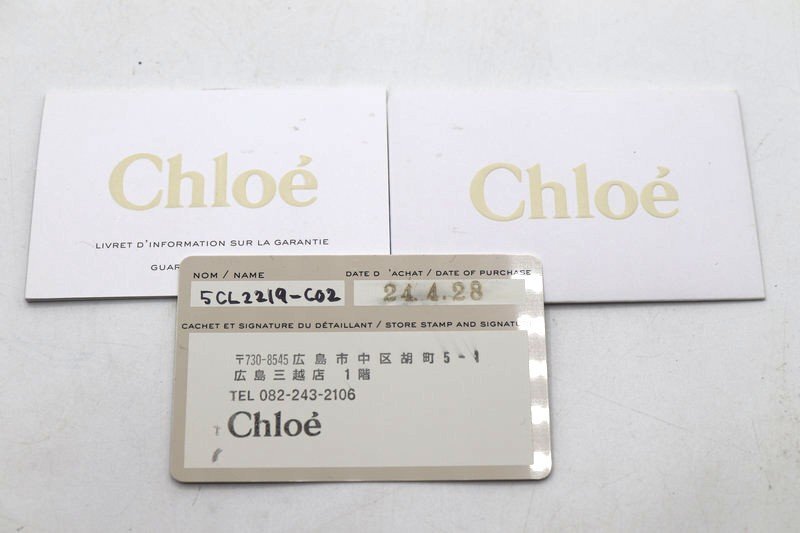 Chloé
LIVRET D'INFORMATION SUR LA GARANTIE
GUAR
Chloé
NOM / NAME
DATE D 'ACHAT / DATE OF PURCHASE
5CL2219-C02
24.4.28
CACHET ET SIGNATURE DU DÉTAILLANT / STORE STAMP AND SIGNATU
〒730-8545 広島市中区胡町5-1
広島三越店 1階
TEL 082-243-2106
Chloé